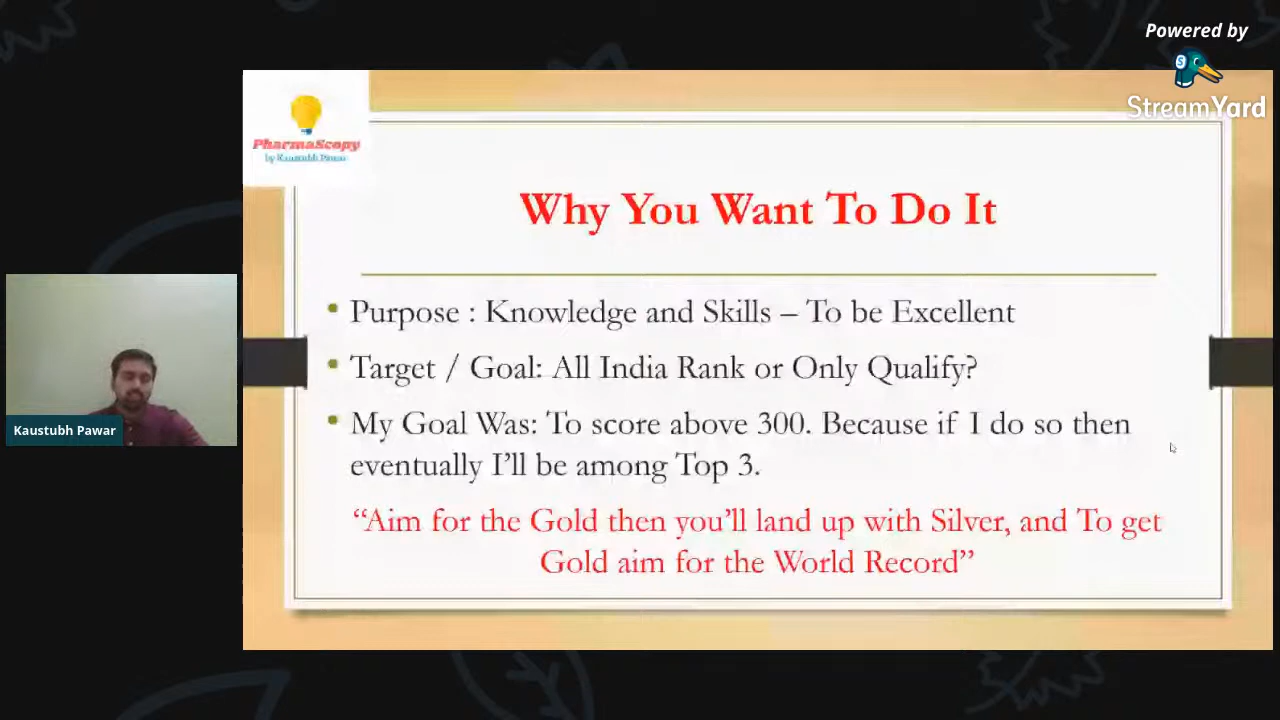 Powered by
StreamYard
PharmaScopy
by Kaustubh Pawar
Why You Want To Do It
• Purpose : Knowledge and Skills – To be Excellent
• Target / Goal: All India Rank or Only Qualify?
• My Goal Was: To score above 300. Because if I do so then
eventually I’ll be among Top 3.
“Aim for the Gold then you’ll land up with Silver, and To get
Gold aim for the World Record”
Kaustubh Pawar